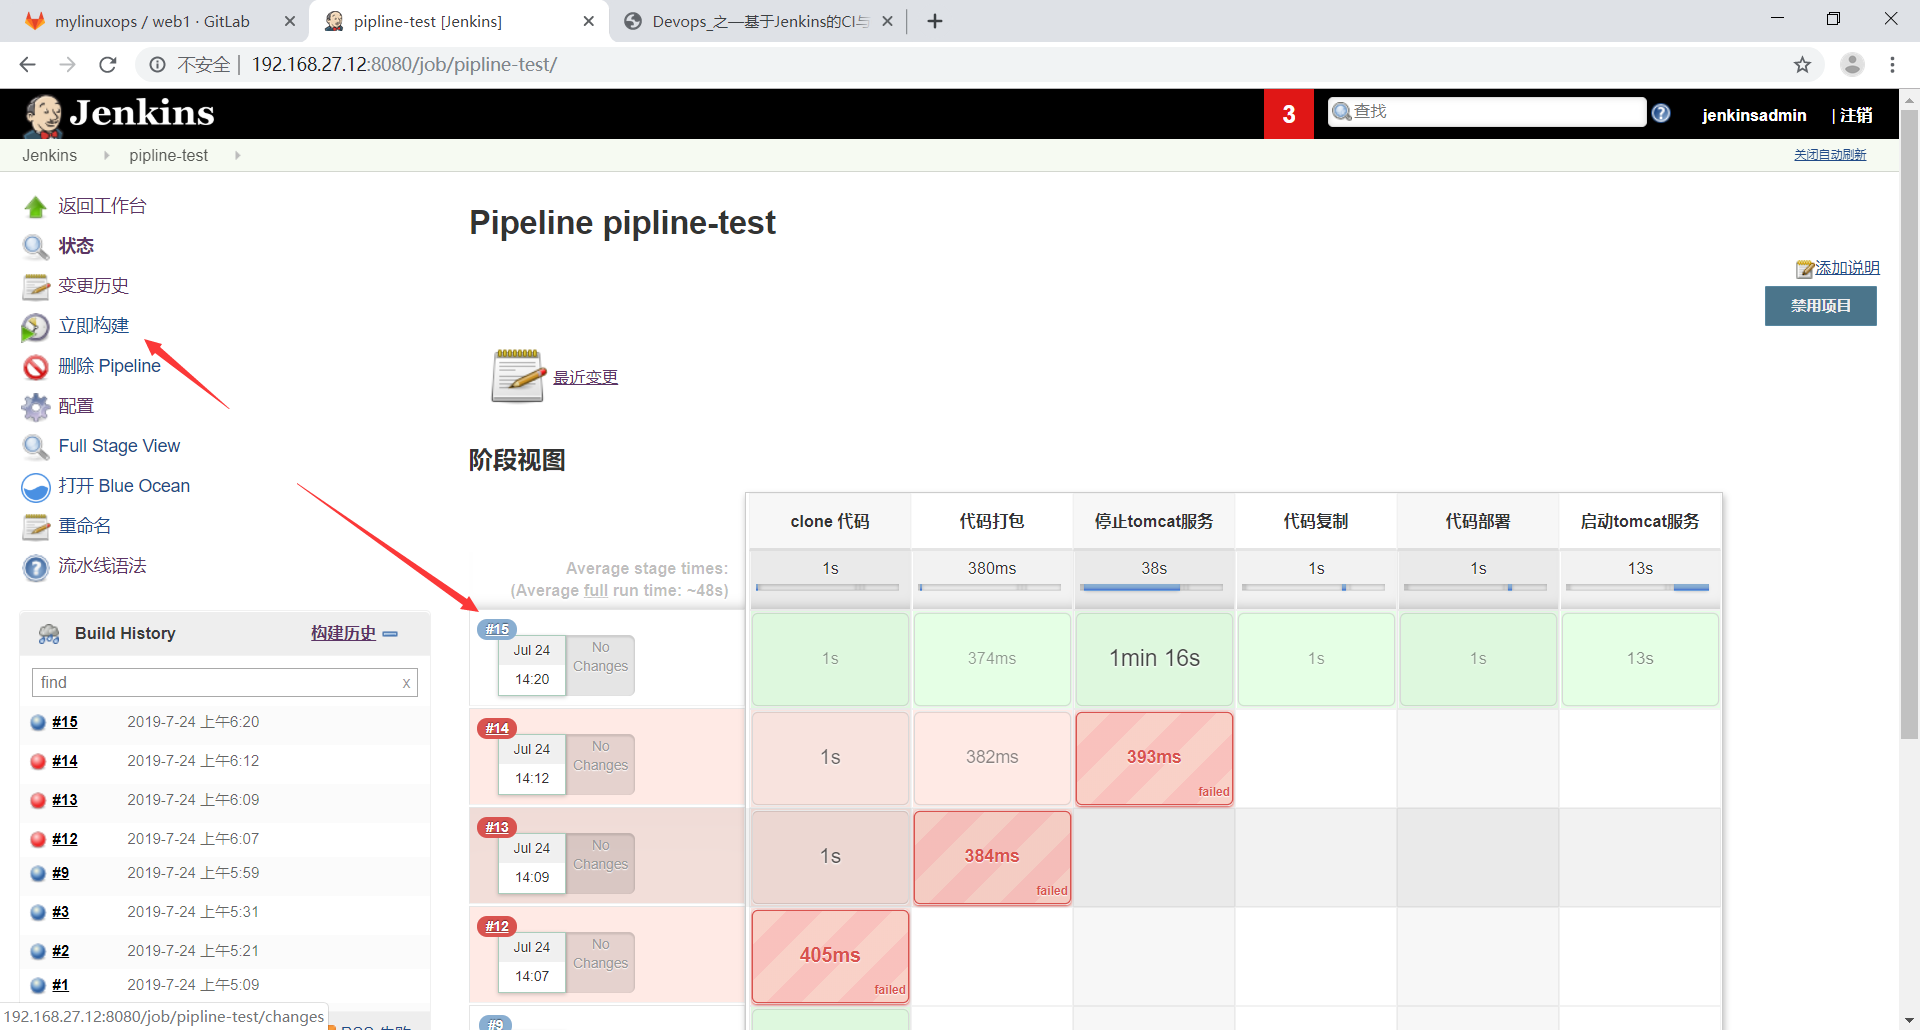 mylinuxops / web1 · GitLab
pipline-test [Jenkins]
Devops_之—基于Jenkins的CI与
不安全 | 192.168.27.12:8080/job/pipline-test/
Jenkins
3
查找
jenkinsadmin
| 注销
Jenkins
pipline-test
关闭自动刷新
返回工作台
状态
变更历史
立即构建
删除 Pipeline
配置
Full Stage View
打开 Blue Ocean
重命名
流水线语法
Pipeline pipline-test
添加说明
禁用项目
最近变更
阶段视图
clone 代码
代码打包
停止tomcat服务
代码复制
代码部署
启动tomcat服务
Average stage times:
(Average full run time: ~48s)
1s
380ms
38s
1s
1s
13s
#15
Jul 24
14:20
No
Changes
1s
374ms
1min 16s
1s
1s
13s
#14
Jul 24
14:12
No
Changes
1s
382ms
393ms
failed
#13
Jul 24
14:09
No
Changes
1s
384ms
failed
#12
Jul 24
14:07
No
Changes
405ms
failed
#9
Build History
构建历史
find
x
#15 2019-7-24 上午6:20
#14 2019-7-24 上午6:12
#13 2019-7-24 上午6:09
#12 2019-7-24 上午6:07
#9 2019-7-24 上午5:59
#3 2019-7-24 上午5:31
#2 2019-7-24 上午5:21
#1 2019-7-24 上午5:09
192.168.27.12:8080/job/pipline-test/changes